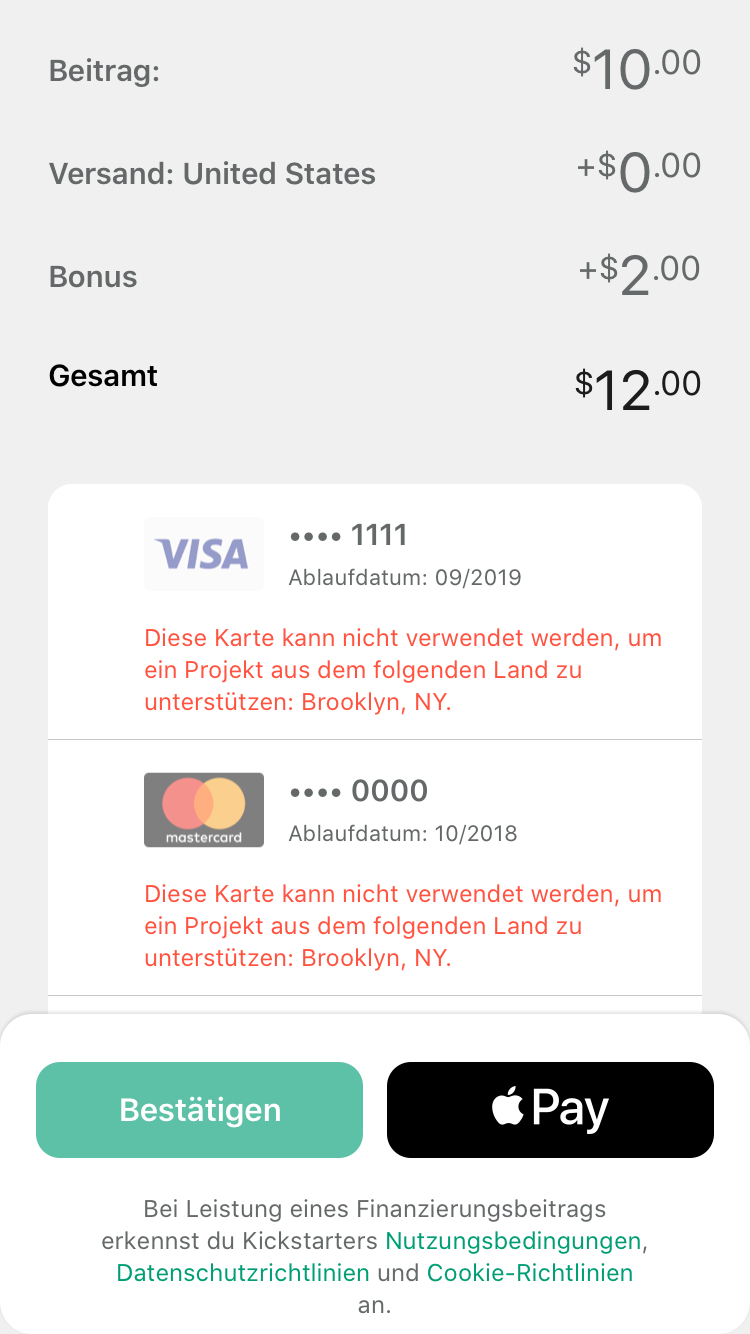 Beitrag: $10.00
Versand: United States +$0.00
Bonus +$2.00
Gesamt $12.00
VISA •••• 1111
Ablaufdatum: 09/2019
Diese Karte kann nicht verwendet werden, um
ein Projekt aus dem folgenden Land zu
unterstützen: Brooklyn, NY.
•••• 0000
mastercard Ablaufdatum: 10/2018
Diese Karte kann nicht verwendet werden, um
ein Projekt aus dem folgenden Land zu
unterstützen: Brooklyn, NY.
Bestätigen Pay
Bei Leistung eines Finanzierungsbeitrags
erkennst du Kickstarters Nutzungsbedingungen,
Datenschutzrichtlinien und Cookie-Richtlinien
an.